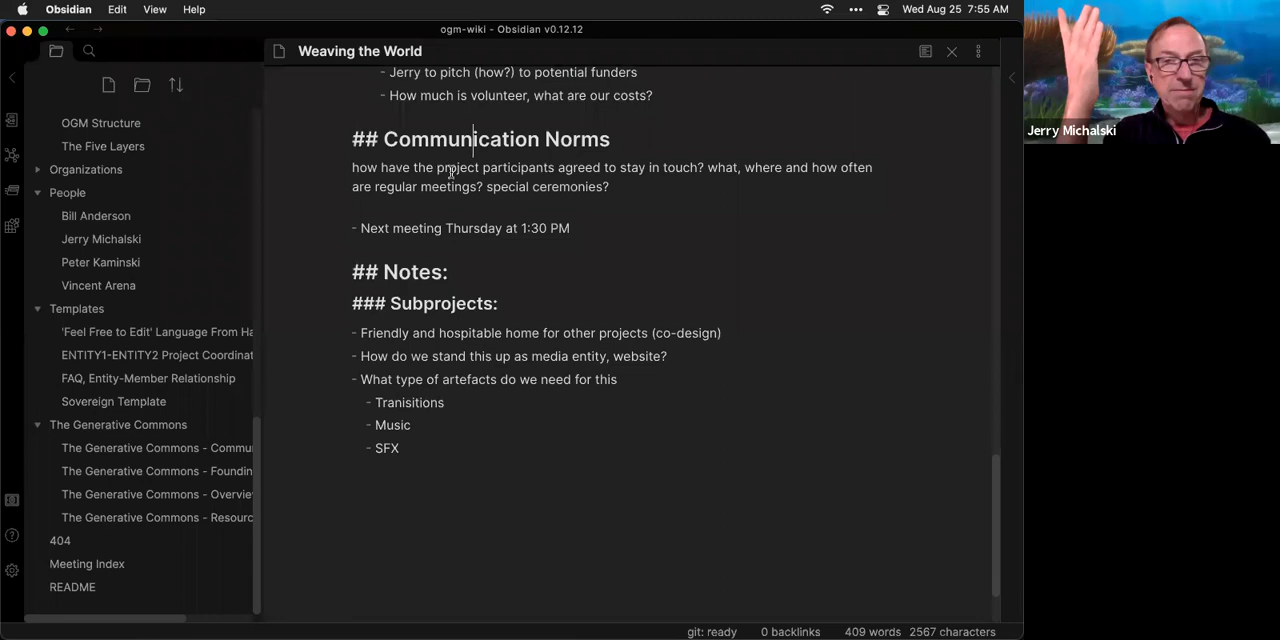 Obsidian Edit View Help
Wed Aug 25 7:55 AM
ogm-wiki - Obsidian v0.12.12
Weaving the World
OGM Structure
The Five Layers
Organizations
People
Bill Anderson
Jerry Michalski
Peter Kaminski
Vincent Arena
Templates
'Feel Free to Edit' Language From Ha
ENTITY1-ENTITY2 Project Coordinat
FAQ, Entity-Member Relationship
Sovereign Template
The Generative Commons
The Generative Commons - Commu
The Generative Commons - Foundin
The Generative Commons - Overvie
The Generative Commons - Resourc
404
Meeting Index
README
- Jerry to pitch (how?) to potential funders
- How much is volunteer, what are our costs?
## Communication Norms
how have the project participants agreed to stay in touch? what, where and how often
are regular meetings? special ceremonies?
- Next meeting Thursday at 1:30 PM
## Notes:
### Subprojects:
- Friendly and hospitable home for other projects (co-design)
- How do we stand this up as media entity, website?
- What type of artefacts do we need for this
- Tranisitions
- Music
- SFX
git: ready 0 backlinks 409 words 2567 characters
Jerry Michalski